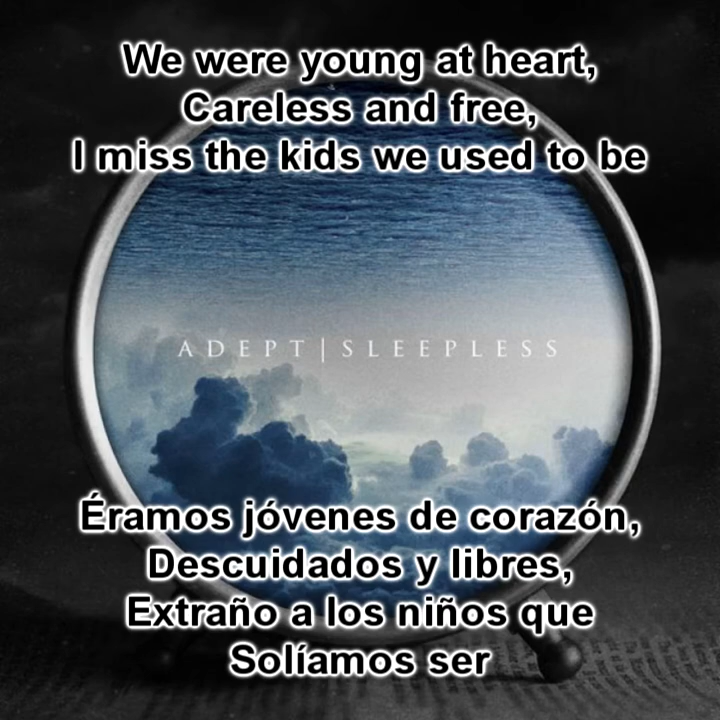 We were young at heart,
Careless and free,
I miss the kids we used to be
ADEPT | SLEEPLESS
Éramos jóvenes de corazón,
Descuidados y libres,
Extraño a los niños que
Solíamos ser